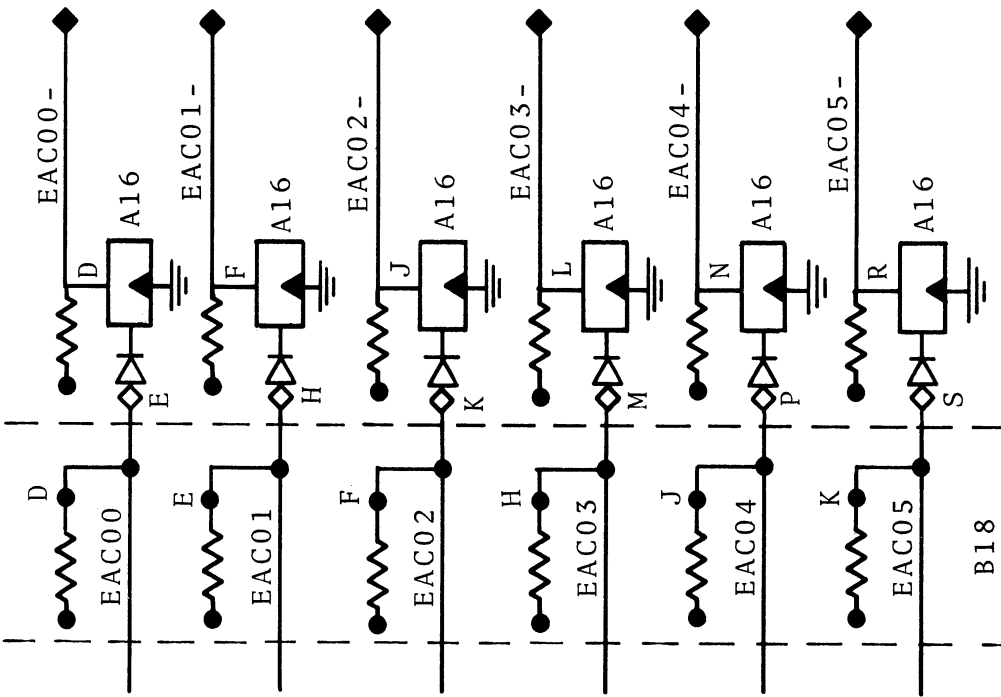 EAC00-
D
A16
E
D
EAC00
EAC01-
F
A16
H
E
EAC01
EAC02-
J
A16
K
F
EAC02
EAC03-
L
A16
M
H
EAC03
EAC04-
N
A16
P
J
EAC04
EAC05-
R
A16
S
K
EAC05
B18